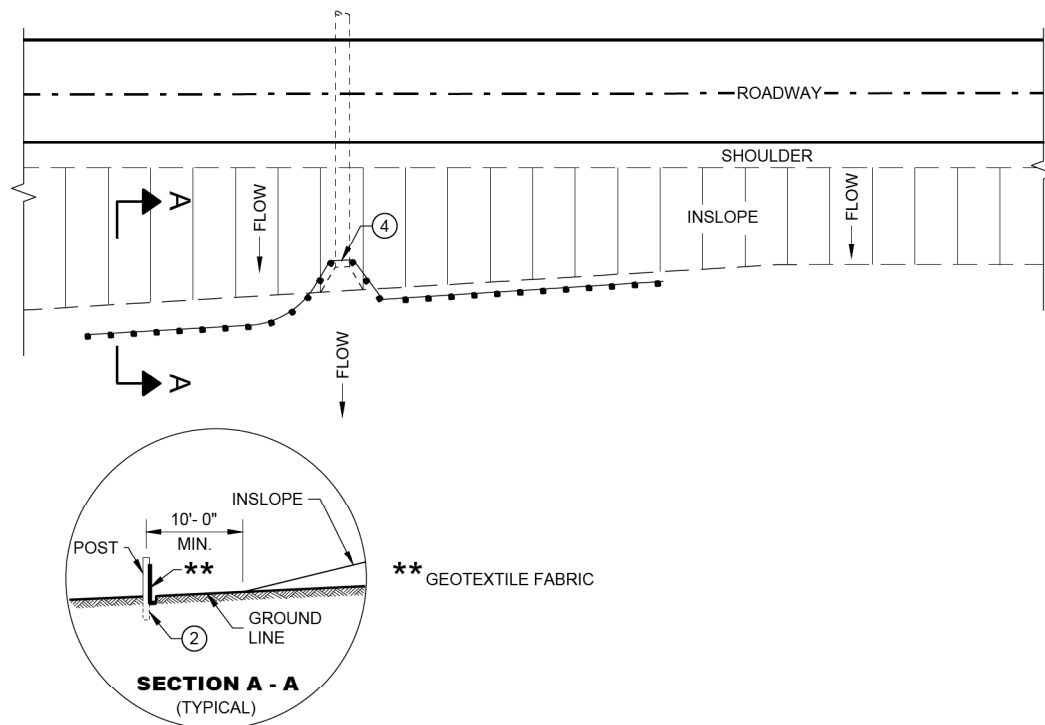 ROADWAY
SHOULDER
A
FLOW
4
INSLOPE
FLOW
A
FLOW
INSLOPE
10'- 0"
MIN.
POST
**
** GEOTEXTILE FABRIC
GROUND
LINE
2
SECTION A - A
(TYPICAL)